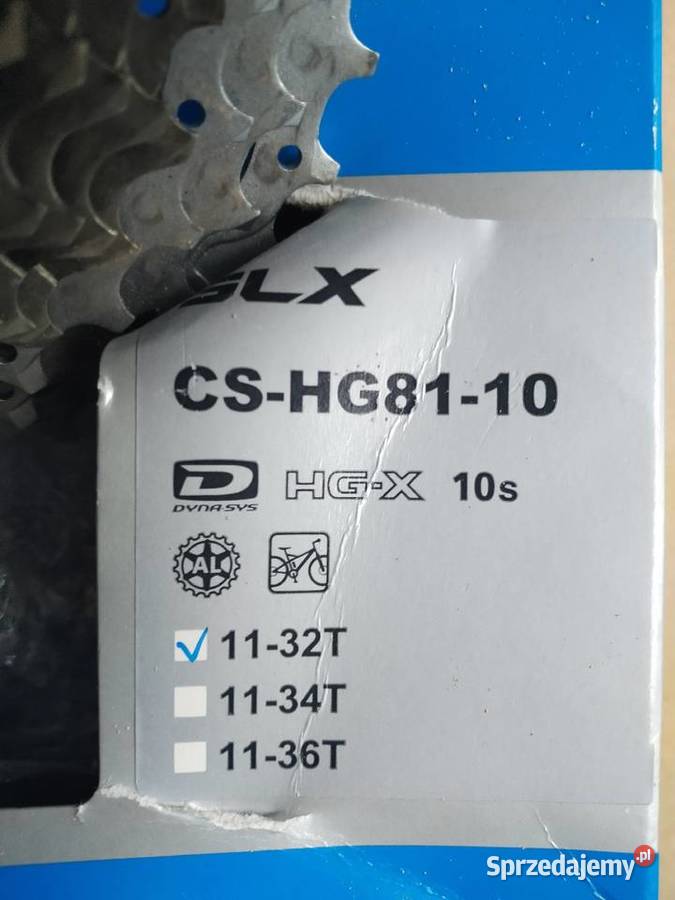 SLX
CS-HG81-10
D HG-X 10s
DYNA-SYS
AL
11-32T
11-34T
11-36T
Sprzedajemy.pl